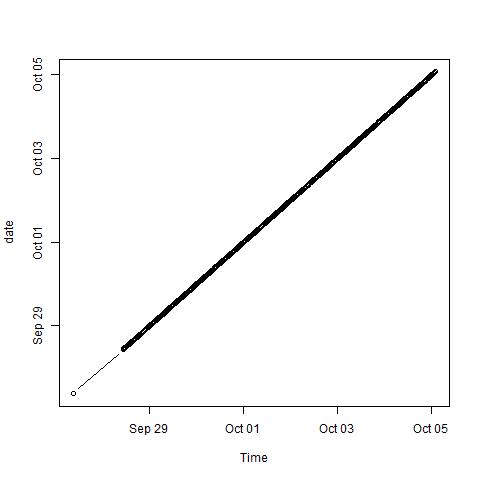 date
Oct 05
Oct 03
Oct 01
Sep 29
Sep 29 Oct 01 Oct 03 Oct 05
Time